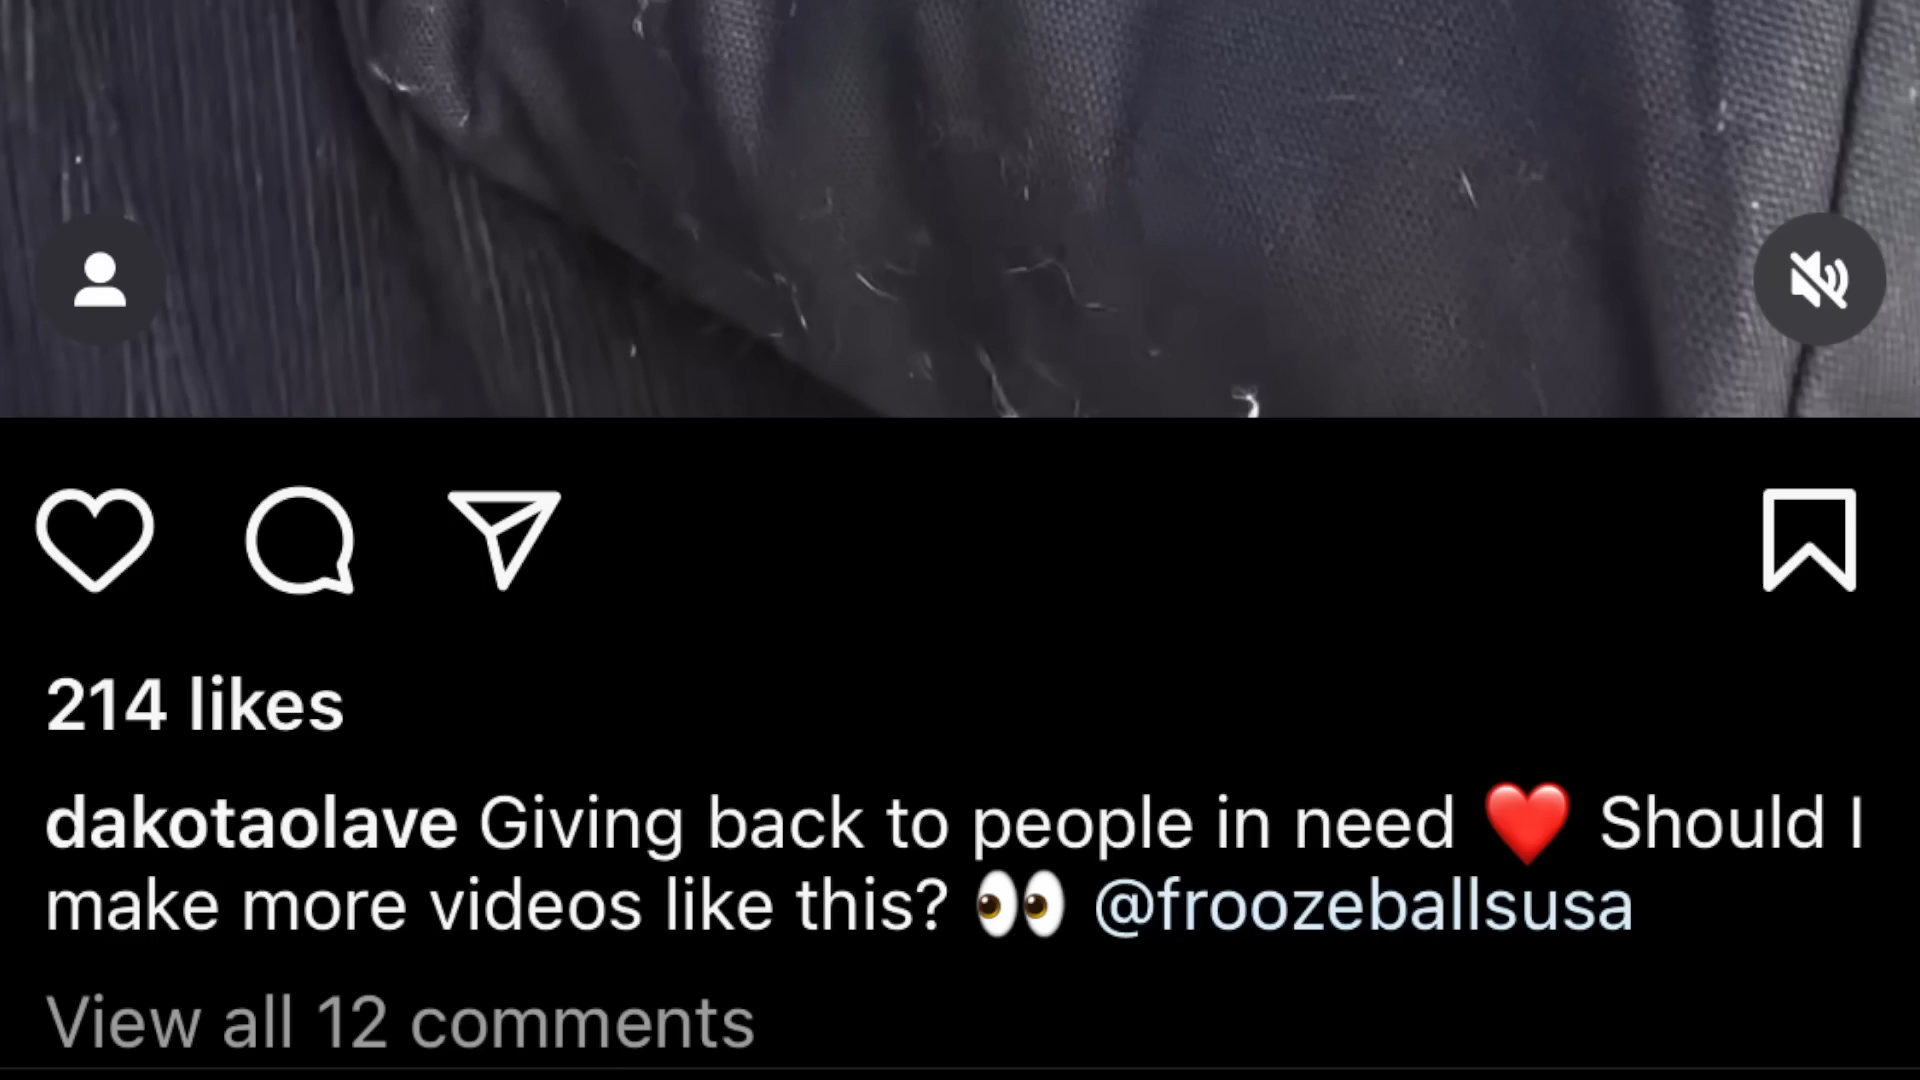 214 likes
dakotaolave Giving back to people in need ❤️ Should I
make more videos like this? 👀 @froozeballsusa
View all 12 comments